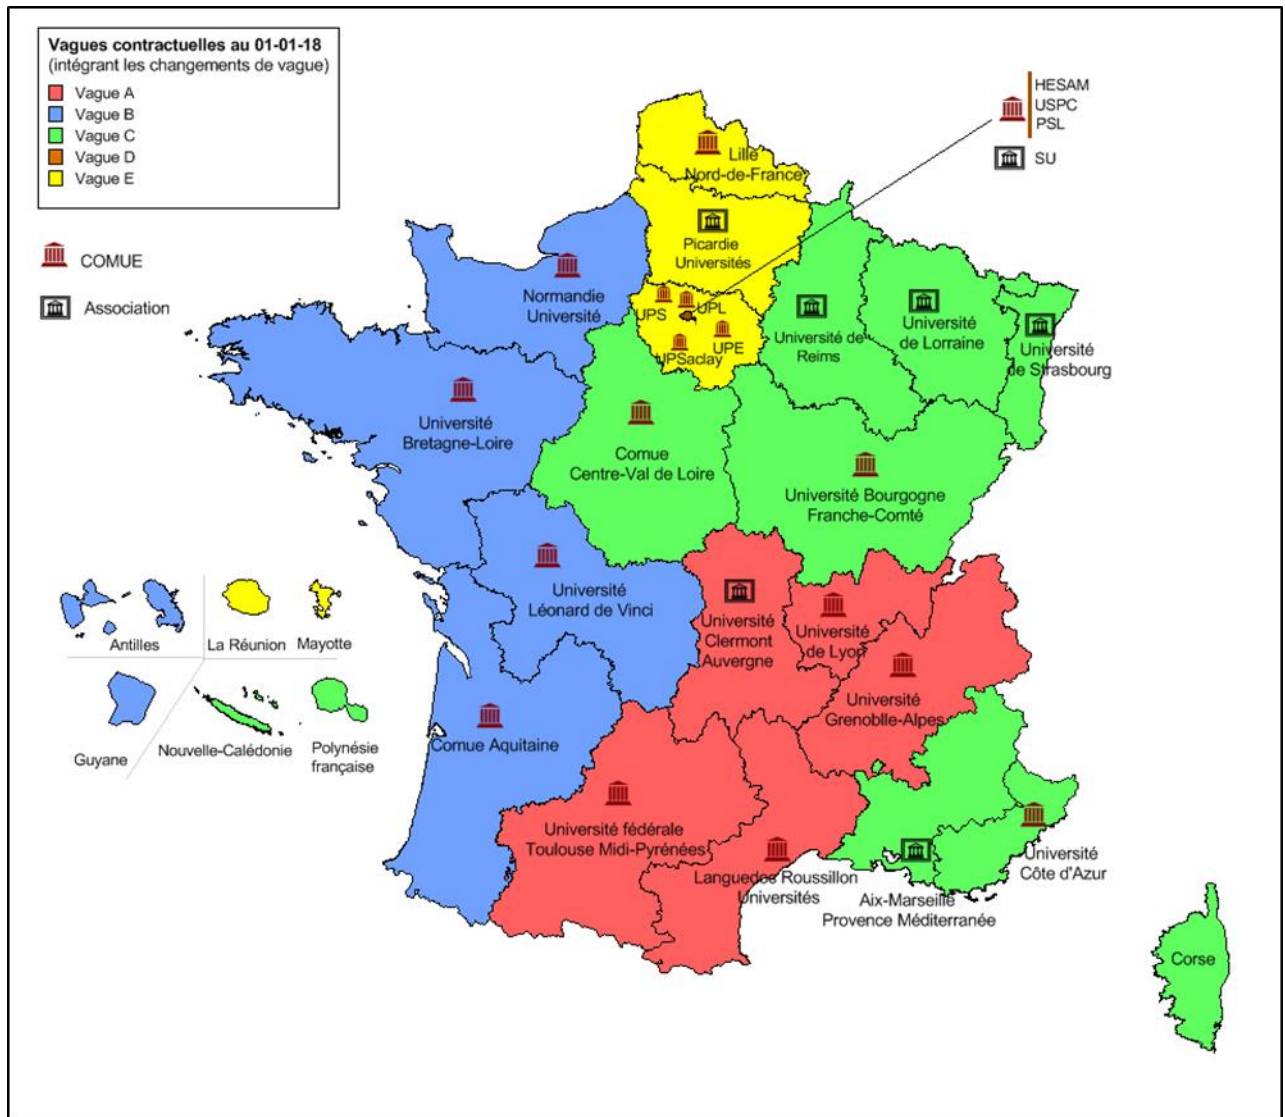 Vagues contractuelles au 01-01-18
(intégrant les changements de vague)
Vague A
Vague B
Vague C
Vague D
Vague E
COMUE
Association
HESAM
USPC
PSL
SU
Lille
Nord-de-France
Picardie
Universités
Normandie
Université
UPS
UPL
UPSaclay
UPE
Université de
Reims
Université
de Lorraine
Université
de Strasbourg
Université
Bretagne-Loire
Comue
Centre-Val de Loire
Université Bourgogne
Franche-Comté
Université
Léonard de Vinci
Université
Clermont
Auvergne
Université
de Lyon
Université
Grenoblle-Alpes
Antilles
La Réunion
Mayotte
Guyane
Nouvelle-Calédonie
Polynésie
française
Comue Aquitaine
Université fédérale
Toulouse Midi-Pyrénées
Languedos Roussillon
Universités
Aix-Marseille
Provence Méditerranée
Université
Côte d'Azur
Corse